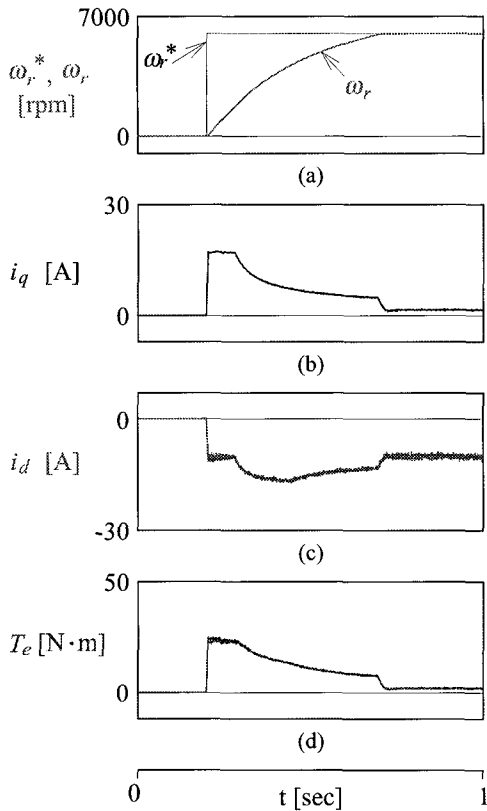 7000
ωr*, ωr
[rpm]
ωr*
ωr
0
(a)
30
iq [A]
0
(b)
0
id [A]
-30
(c)
50
Te [N·m]
0
(d)
0
t [sec]
1